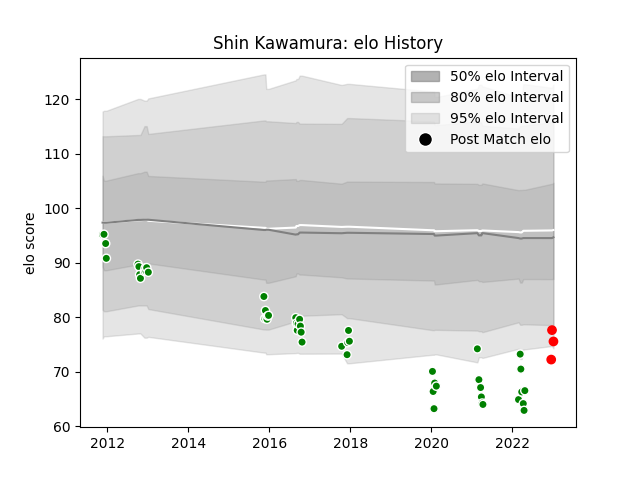 Shin Kawamura: elo History
50% elo Interval
80% elo Interval
95% elo Interval
Post Match elo
elo score
120
110
100
90
80
70
60
2012 2014 2016 2018 2020 2022